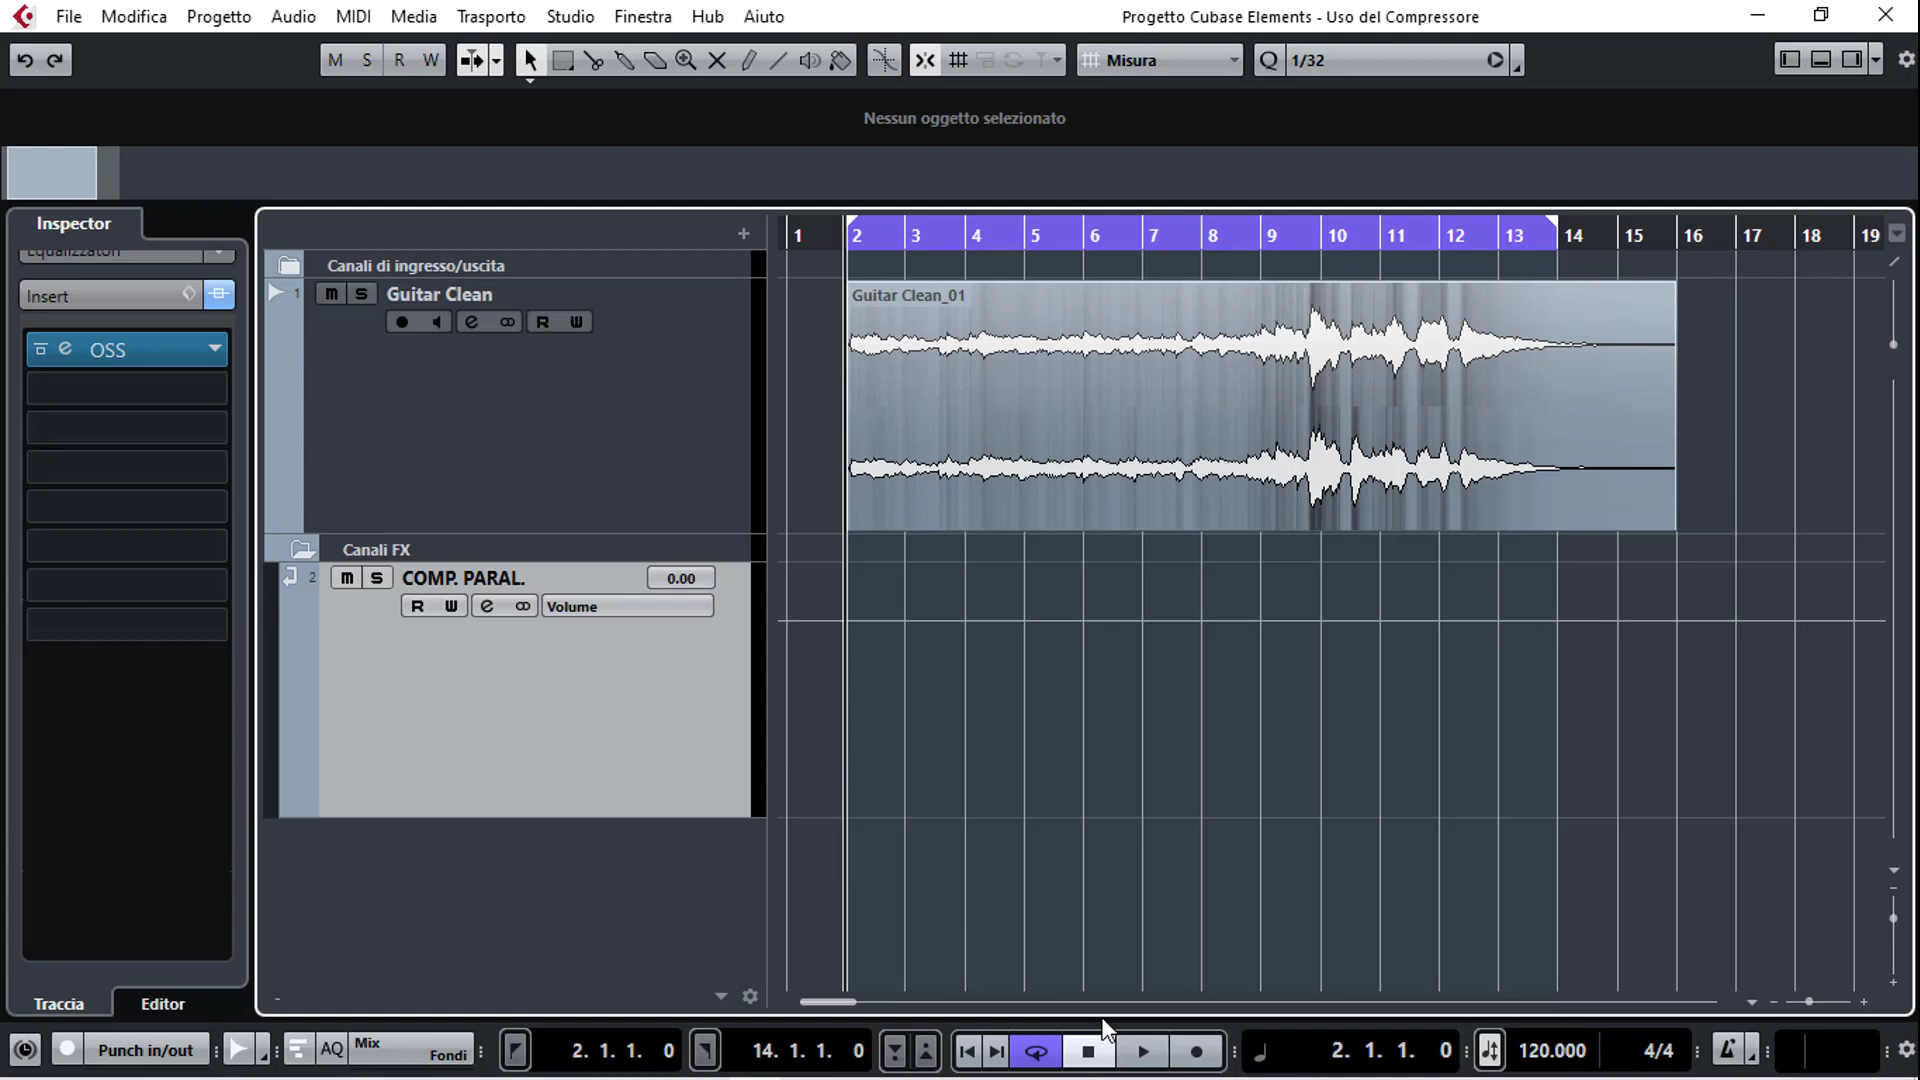 File Modifica Progetto Audio MIDI Media Trasporto Studio Finestra Hub Aiuto Progetto Cubase Elements - Uso del Compressore
M S R W Misura Q 1/32
Nessun oggetto selezionato
Inspector
1 2 3 4 5 6 7 8 9 10 11 12 13 14 15 16 17 18 19
Equalizzatori
Canali di ingresso/uscita
Insert
1 m S Guitar Clean
Guitar Clean_01
e R W
e OSS
Canali FX
2 m S COMP. PARAL. 0.00
R W e Volume
Traccia Editor
Punch in/out AQ Mix Fondi 2. 1. 1. 0 14. 1. 1. 0 2. 1. 1. 0 120.000 4/4